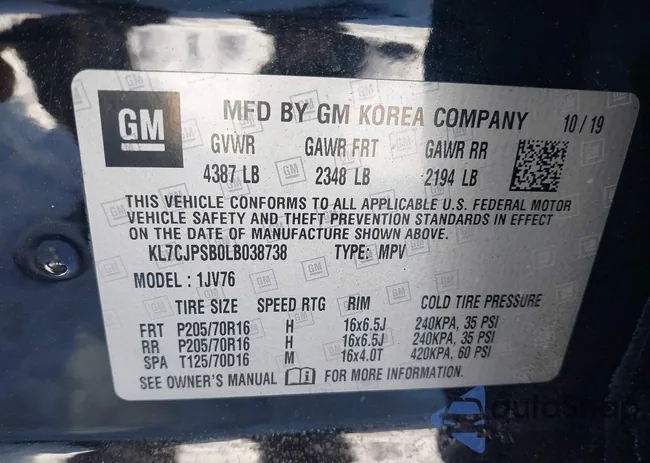 GM
MFD BY GM KOREA COMPANY 10 / 19
GVWR GAWR FRT GAWR RR
4387 LB 2348 LB 2194 LB
THIS VEHICLE CONFORMS TO ALL APPLICABLE U.S. FEDERAL MOTOR
VEHICLE SAFETY AND THEFT PREVENTION STANDARDS IN EFFECT
ON THE DATE OF MANUFACTURE SHOWN ABOVE.
KL7CJPSB0LB038738 TYPE: MPV
MODEL : 1JV76
TIRE SIZE SPEED RTG RIM COLD TIRE PRESSURE
FRT P205/70R16 H 16x6.5J 240KPA, 35 PSI
RR P205/70R16 H 16x6.5J 240KPA, 35 PSI
SPA T125/70D16 M 16x4.0T 420KPA, 60 PSI
SEE OWNER'S MANUAL FOR MORE INFORMATION.
autoSnap